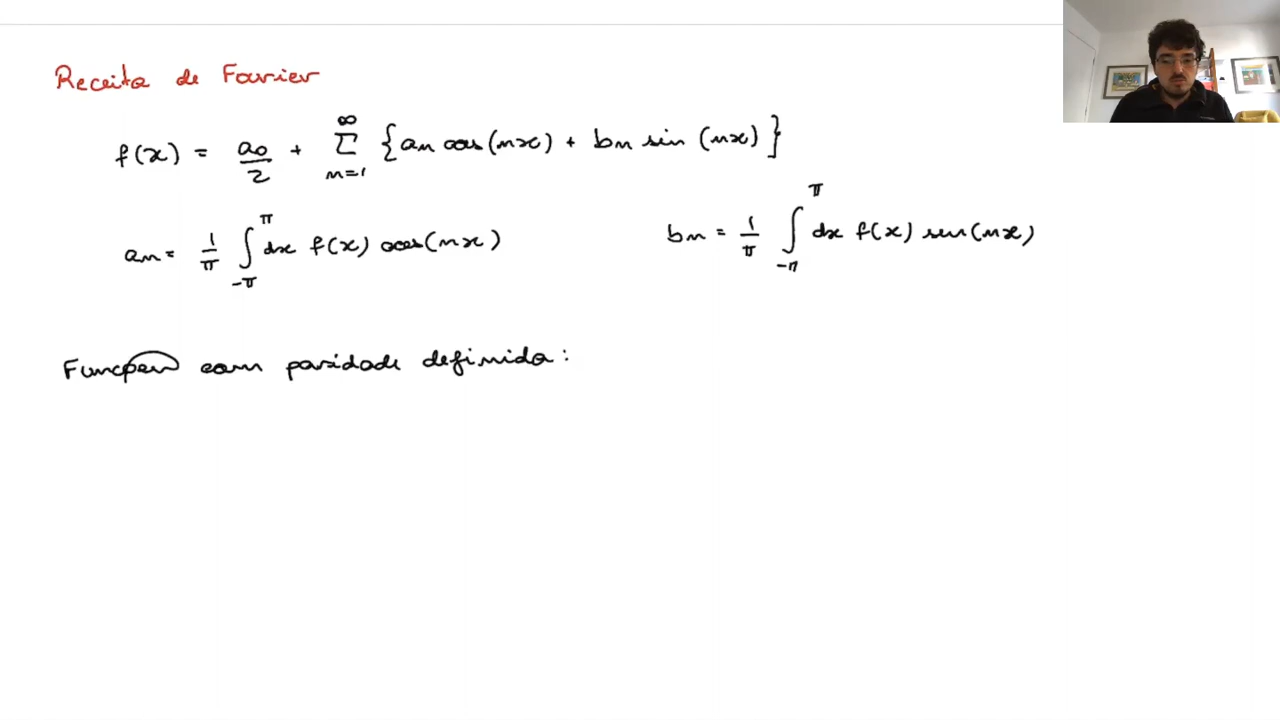 Receita de Fourier
f(x) = a0/2 + ∑_{n=1}^{∞} {an cos(nx) + bn sin(nx)}
an = 1/π ∫_{-π}^{π} dx f(x) cos(nx)    bn = 1/π ∫_{-π}^{π} dx f(x) sen(nx)
Funções com paridade definida: